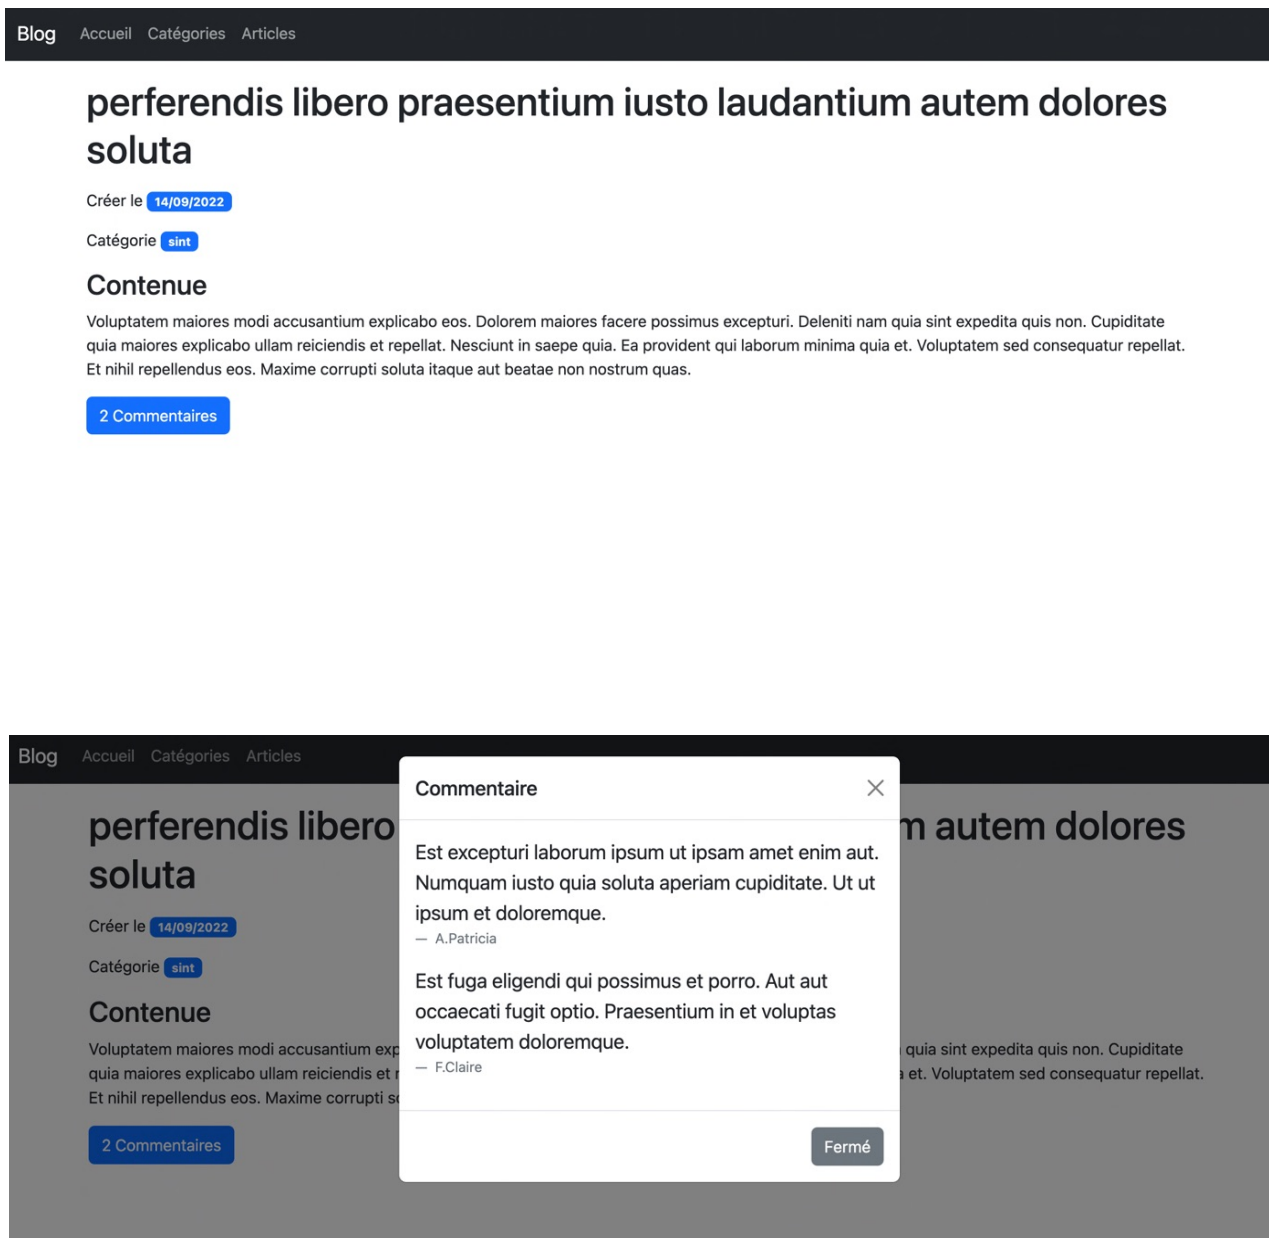 Blog Accueil Catégories Articles
perferendis libero praesentium iusto laudantium autem dolores
soluta
Créer le 14/09/2022
Catégorie sint
Contenue
Voluptatem maiores modi accusantium explicabo eos. Dolorem maiores facere possimus excepturi. Deleniti nam quia sint expedita quis non. Cupiditate
quia maiores explicabo ullam reiciendis et repellat. Nesciunt in saepe quia. Ea provident qui laborum minima quia et. Voluptatem sed consequatur repellat.
Et nihil repellendus eos. Maxime corrupti soluta itaque aut beatae non nostrum quas.
2 Commentaires
Blog Accueil Catégories Articles
perferendis libero
autem dolores
soluta
Créer le 14/09/2022
Catégorie sint
Contenue
Voluptatem maiores modi accusantium
quia sint expedita quis non. Cupiditate
quia maiores explicabo ullam reiciendis et
et. Voluptatem sed consequatur repellat.
Et nihil repellendus eos. Maxime corrupti
2 Commentaires
Commentaire
Est excepturi laborum ipsum ut ipsam amet enim aut.
Numquam iusto quia soluta aperiam cupiditate. Ut ut
ipsum et doloremque.
— A.Patricia
Est fuga eligendi qui possimus et porro. Aut aut
occaecati fugit optio. Praesentium in et voluptas
voluptatem doloremque.
— F.Claire
Fermé